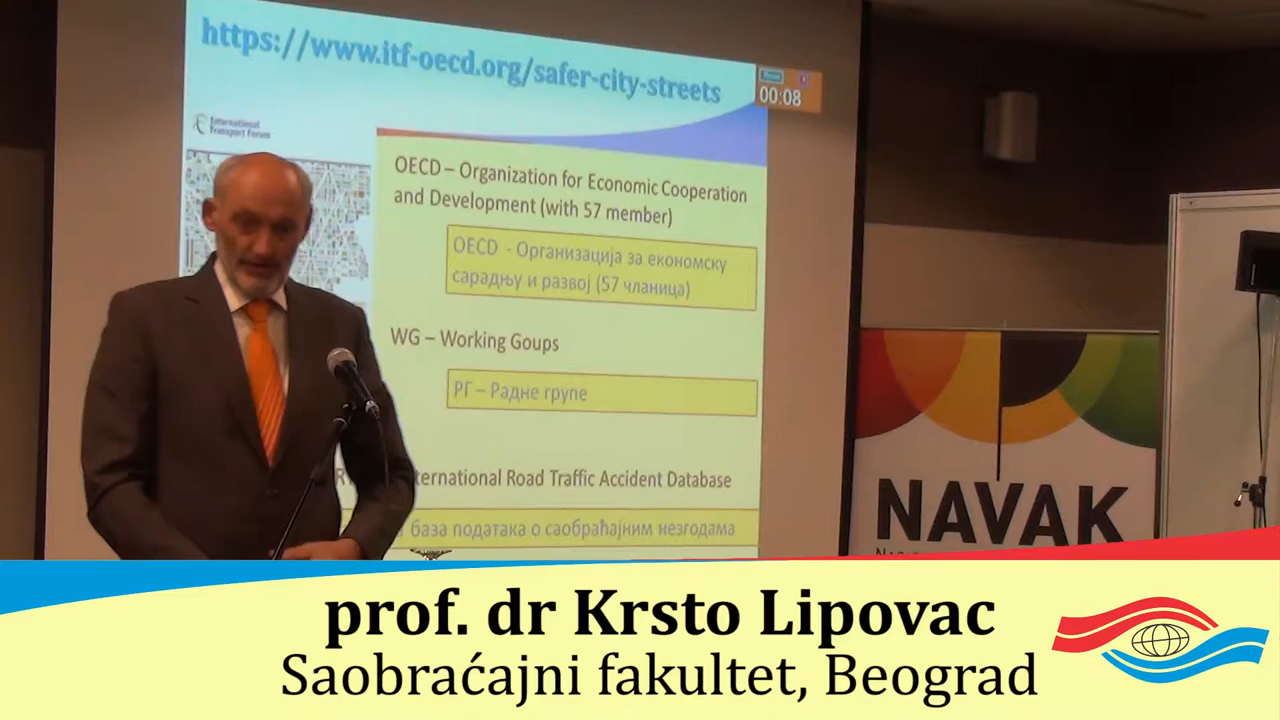 https://www.itf-oecd.org/safer-city-streets
00:08
International
Transport Forum
OECD – Organization for Economic Cooperation
and Development (with 57 member)
OECD - Организација за економску
сарадњу и развој (57 чланица)
WG – Working Goups
РГ – Радне групе
ternational Road Traffic Accident Database
база података о саобраћајним незгодама
NAVAK
prof. dr Krsto Lipovac
Saobraćajni fakultet, Beograd